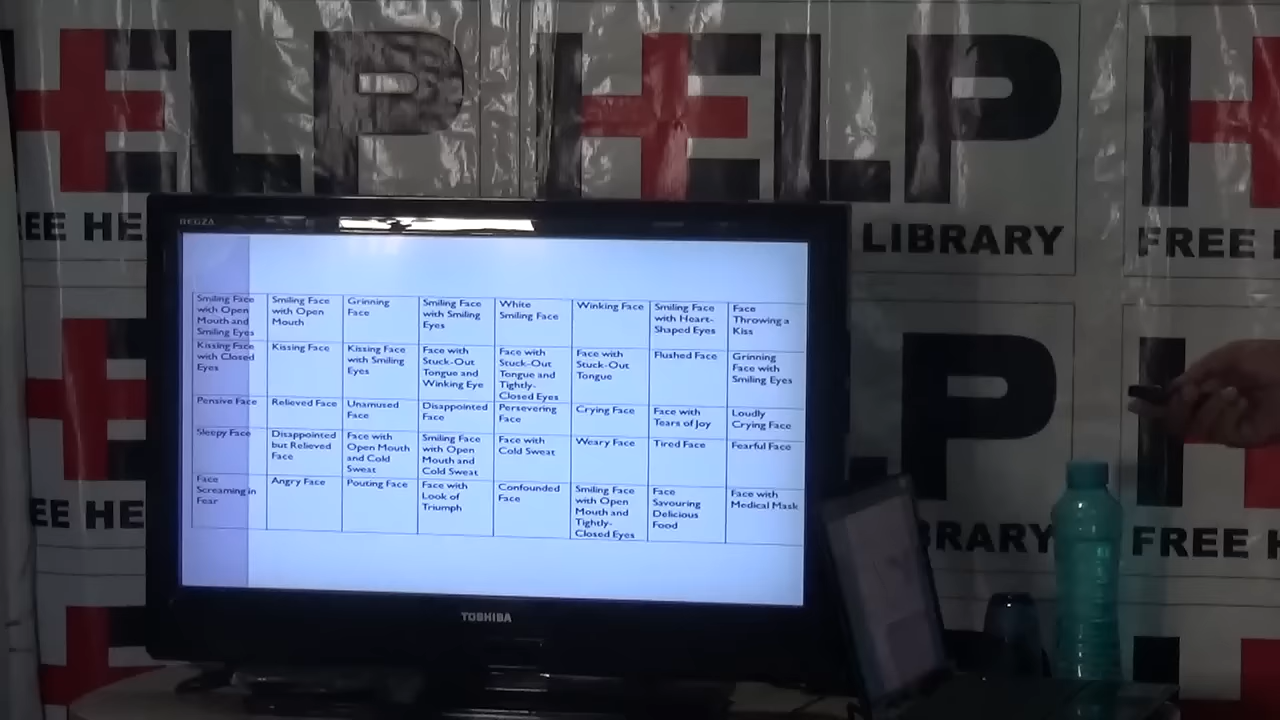 HELP
HELP
H
FREE HE
LIBRARY
FREE
REGZA
Smiling Face with Open Mouth and Smiling Eyes
Smiling Face with Open Mouth
Grinning Face
Smiling Face with Smiling Eyes
White Smiling Face
Winking Face
Smiling Face with Heart-Shaped Eyes
Face Throwing a Kiss
Kissing Face with Closed Eyes
Kissing Face
Kissing Face with Smiling Eyes
Face with Stuck-Out Tongue and Winking Eye
Face with Stuck-Out Tongue and Tightly-Closed Eyes
Face with Stuck-Out Tongue
Flushed Face
Grinning Face with Smiling Eyes
Pensive Face
Relieved Face
Unamused Face
Disappointed Face
Persevering Face
Crying Face
Face with Tears of Joy
Loudly Crying Face
Sleepy Face
Disappointed but Relieved Face
Face with Open Mouth and Cold Sweat
Smiling Face with Open Mouth and Cold Sweat
Face with Cold Sweat
Weary Face
Tired Face
Fearful Face
Face Screaming in Fear
Angry Face
Pouting Face
Face with Look of Triumph
Confounded Face
Smiling Face with Open Mouth and Tightly-Closed Eyes
Face Savouring Delicious Food
Face with Medical Mask
LP
EE HE
BRARY
FREE H
TOSHIBA